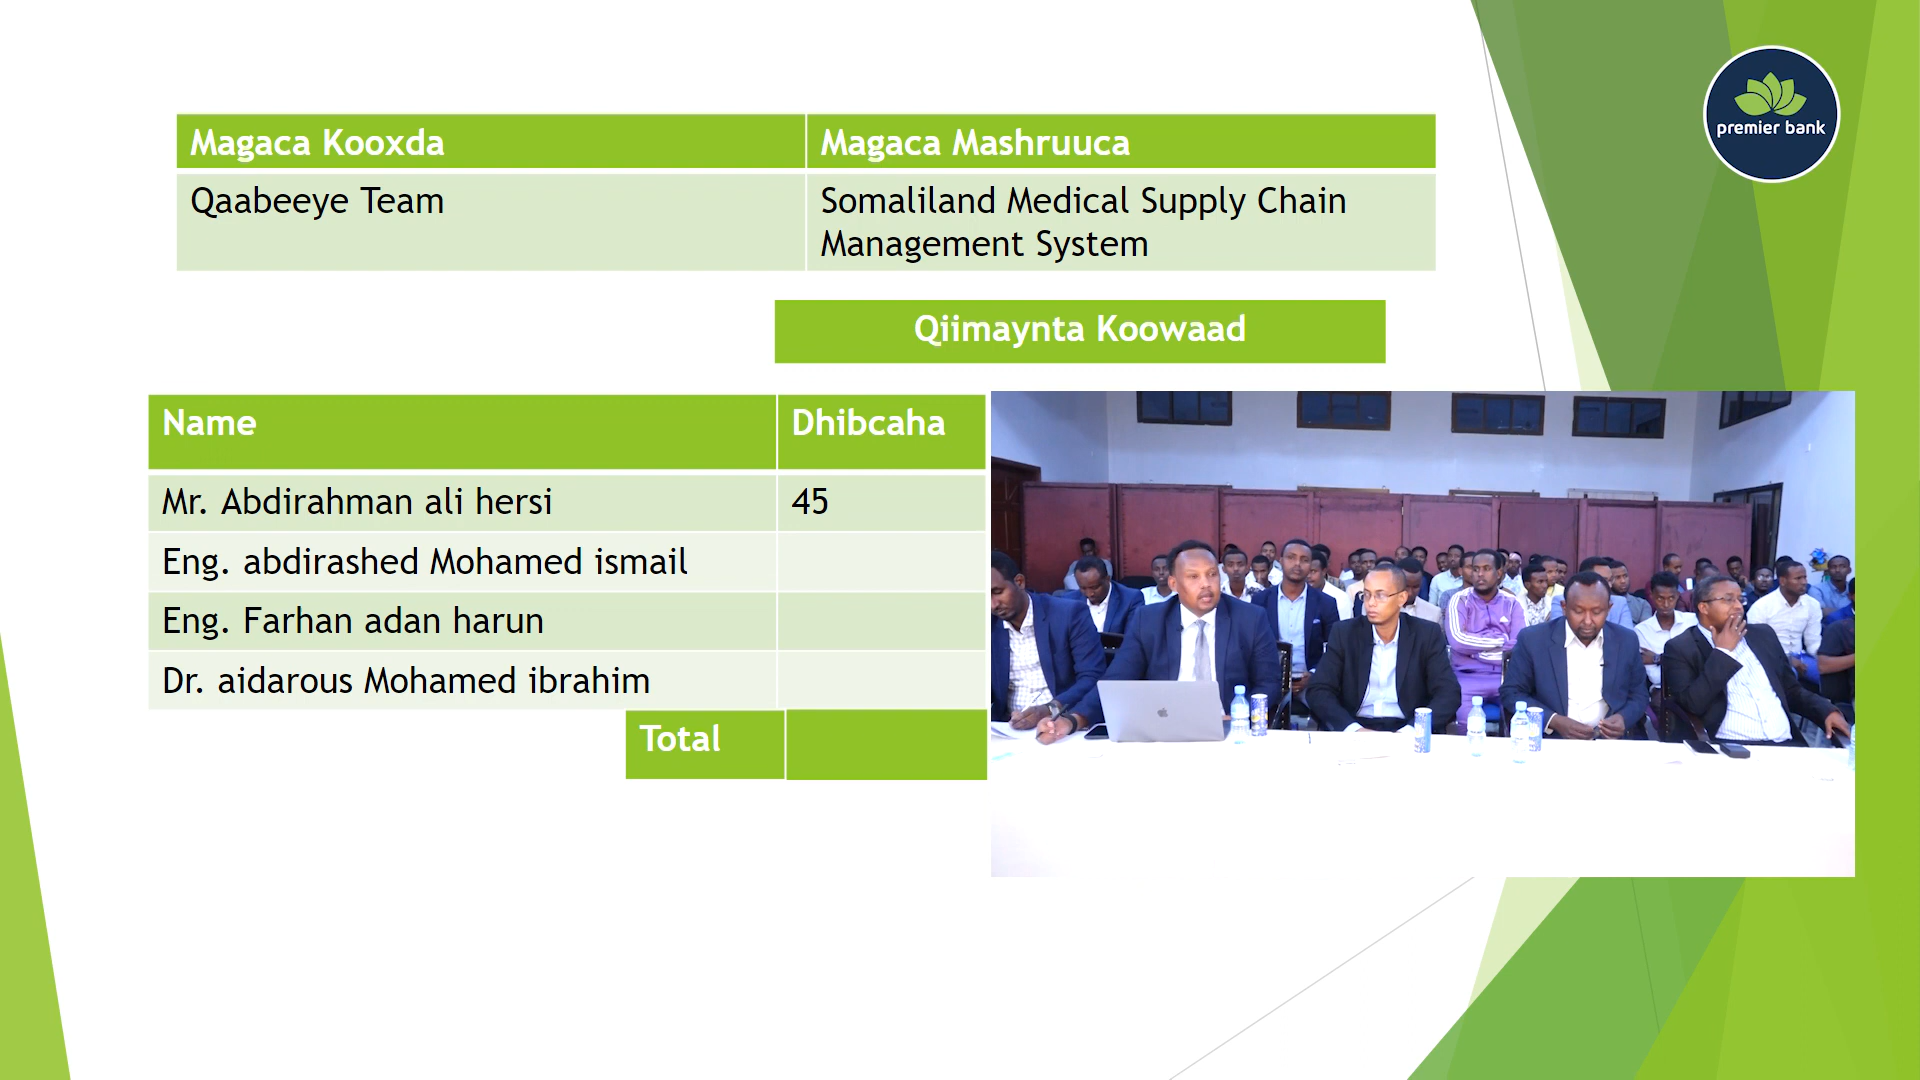 premier bank
Magaca Kooxda
Magaca Mashruuca
Qaabeeye Team
Somaliland Medical Supply Chain
Management System
Qiimaynta Koowaad
Name
Dhibcaha
Mr. Abdirahman ali hersi
45
Eng. abdirashed Mohamed ismail
Eng. Farhan adan harun
Dr. aidarous Mohamed ibrahim
Total